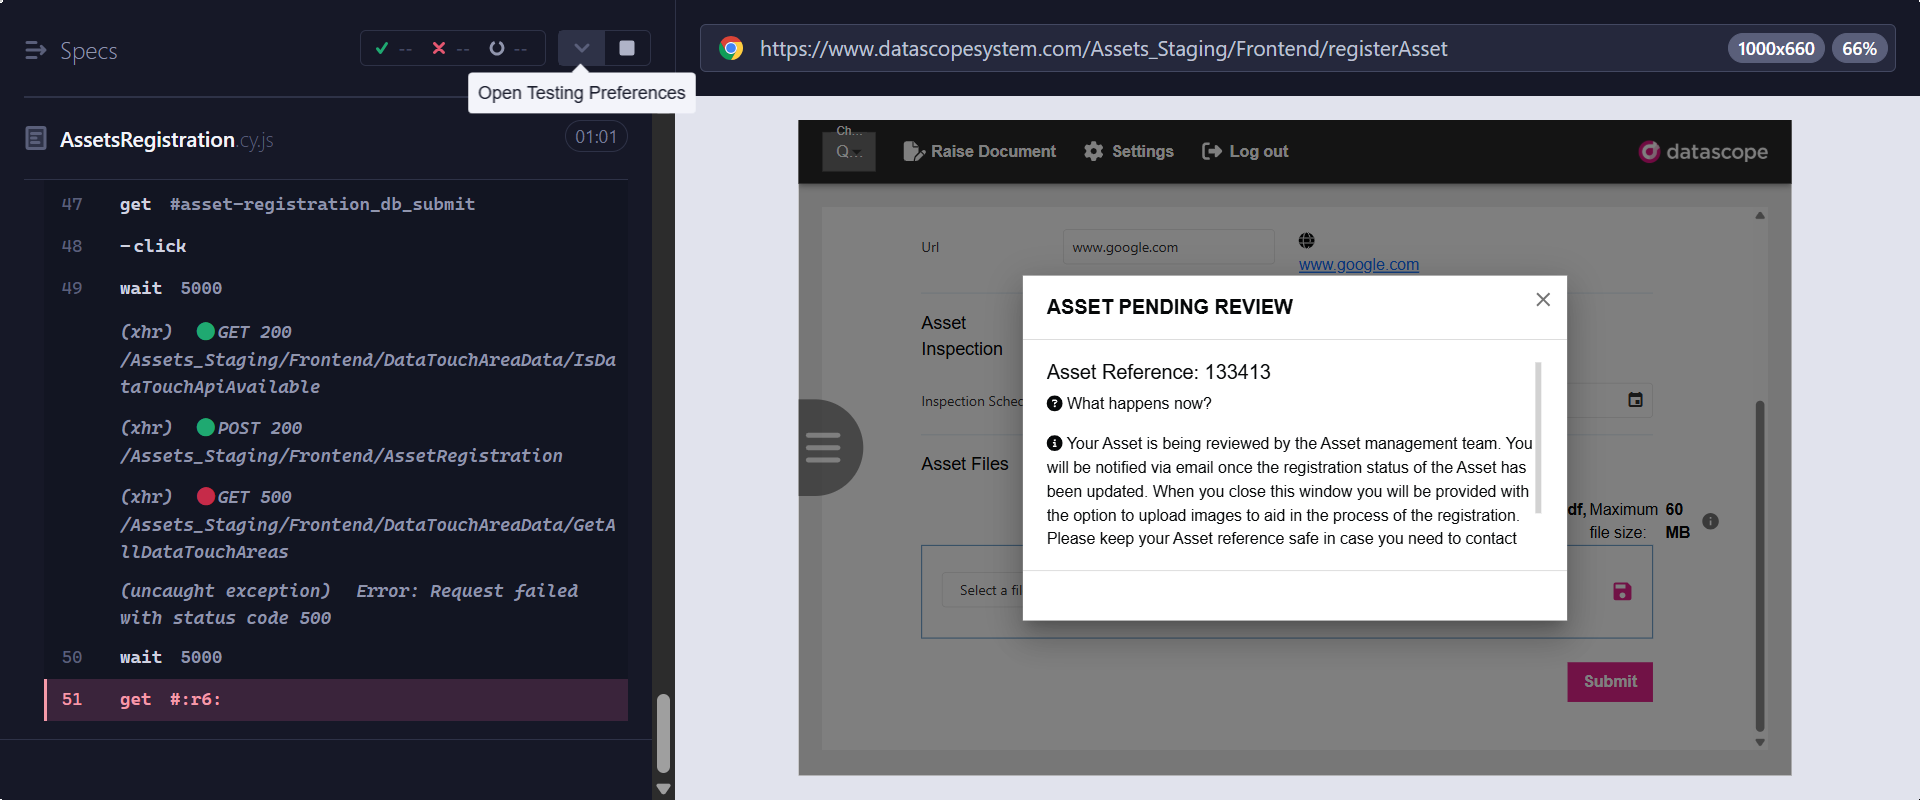 Specs
--
--
--
Open Testing Preferences
https://www.datascopesystem.com/Assets_Staging/Frontend/registerAsset
1000x660
66%
AssetsRegistration.cy.js
01:01
47 get #asset-registration_db_submit
48 -click
49 wait 5000
(xhr) GET 200
/Assets_Staging/Frontend/DataTouchAreaData/IsDa
taTouchApiAvailable
(xhr) POST 200
/Assets_Staging/Frontend/AssetRegistration
(xhr) GET 500
/Assets_Staging/Frontend/DataTouchAreaData/GetA
llDataTouchAreas
(uncaught exception) Error: Request failed
with status code 500
50 wait 5000
51 get #:r6:
Ch...
Q...
Raise Document
Settings
Log out
datascope
Url
www.google.com
www.google.com
Asset
Inspection
Inspection Sched
Asset Files
df, Maximum 60
file size: MB
Select a fil
Submit
ASSET PENDING REVIEW
Asset Reference: 133413
What happens now?
Your Asset is being reviewed by the Asset management team. You
will be notified via email once the registration status of the Asset has
been updated. When you close this window you will be provided with
the option to upload images to aid in the process of the registration.
Please keep your Asset reference safe in case you need to contact